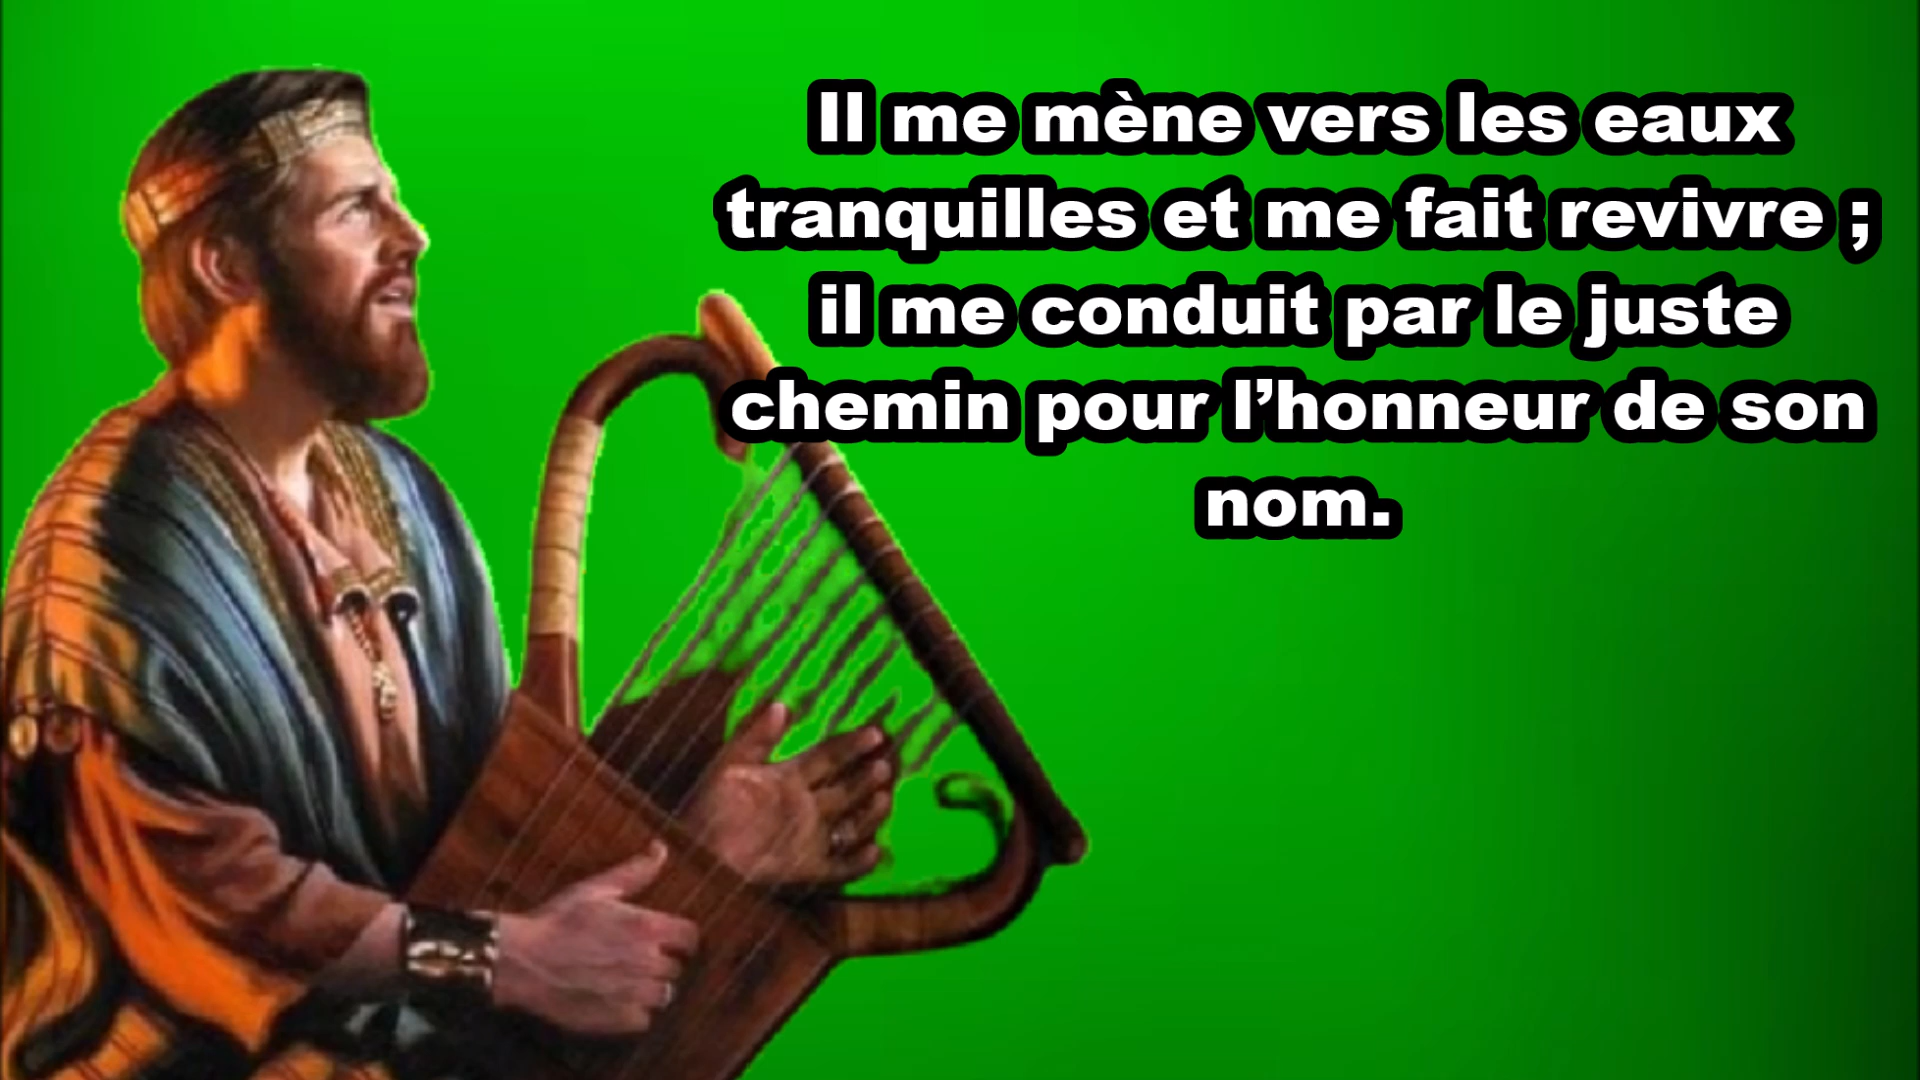 Il me mène vers les eaux
tranquilles et me fait revivre ;
il me conduit par le juste
chemin pour l’honneur de son
nom.